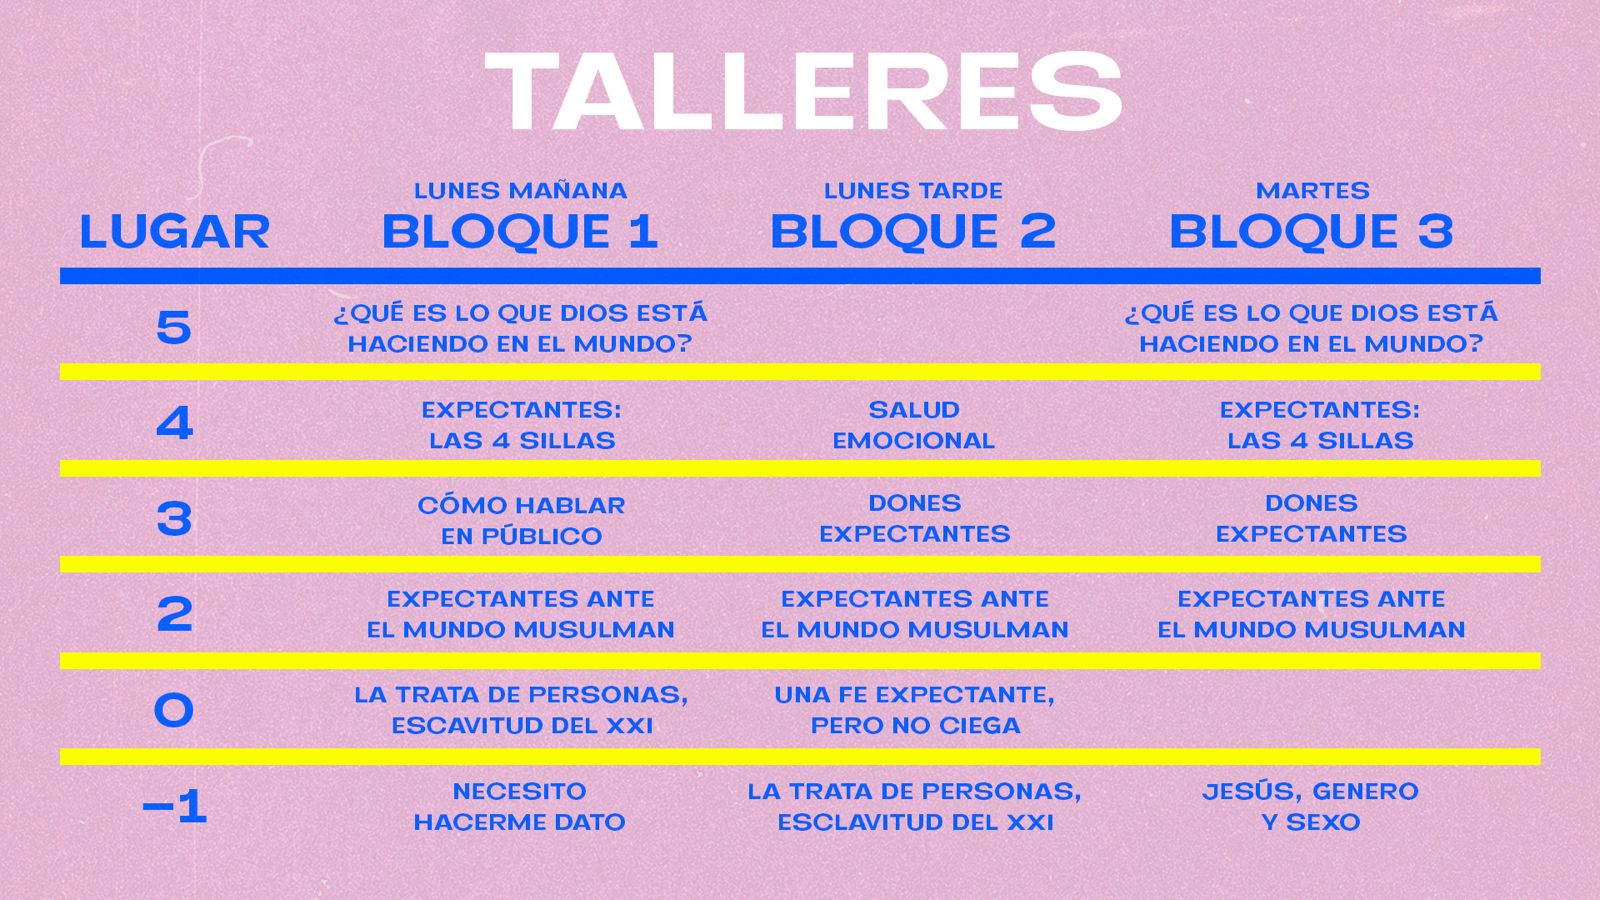 TALLERES
LUNES MAÑANA
LUNES TARDE
MARTES
LUGAR
BLOQUE 1
BLOQUE 2
BLOQUE 3
5
¿QUÉ ES LO QUE DIOS ESTÁ
HACIENDO EN EL MUNDO?
¿QUÉ ES LO QUE DIOS ESTÁ
HACIENDO EN EL MUNDO?
4
EXPECTANTES:
LAS 4 SILLAS
SALUD
EMOCIONAL
EXPECTANTES:
LAS 4 SILLAS
3
CÓMO HABLAR
EN PÚBLICO
DONES
EXPECTANTES
DONES
EXPECTANTES
2
EXPECTANTES ANTE
EL MUNDO MUSULMAN
EXPECTANTES ANTE
EL MUNDO MUSULMAN
EXPECTANTES ANTE
EL MUNDO MUSULMAN
0
LA TRATA DE PERSONAS,
ESCAVITUD DEL XXI
UNA FE EXPECTANTE,
PERO NO CIEGA
-1
NECESITO
HACERME DATO
LA TRATA DE PERSONAS,
ESCLAVITUD DEL XXI
JESÚS, GENERO
Y SEXO